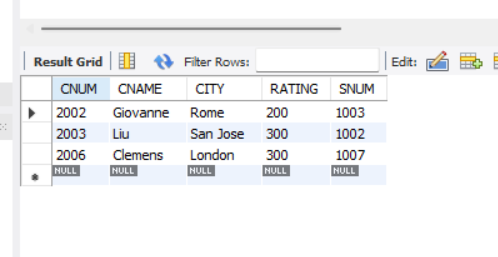 Result Grid Filter Rows: Edit:
CNUM CNAME CITY RATING SNUM
2002 Giovanne Rome 200 1003
2003 Liu San Jose 300 1002
2006 Clemens London 300 1007
NULL NULL NULL NULL NULL